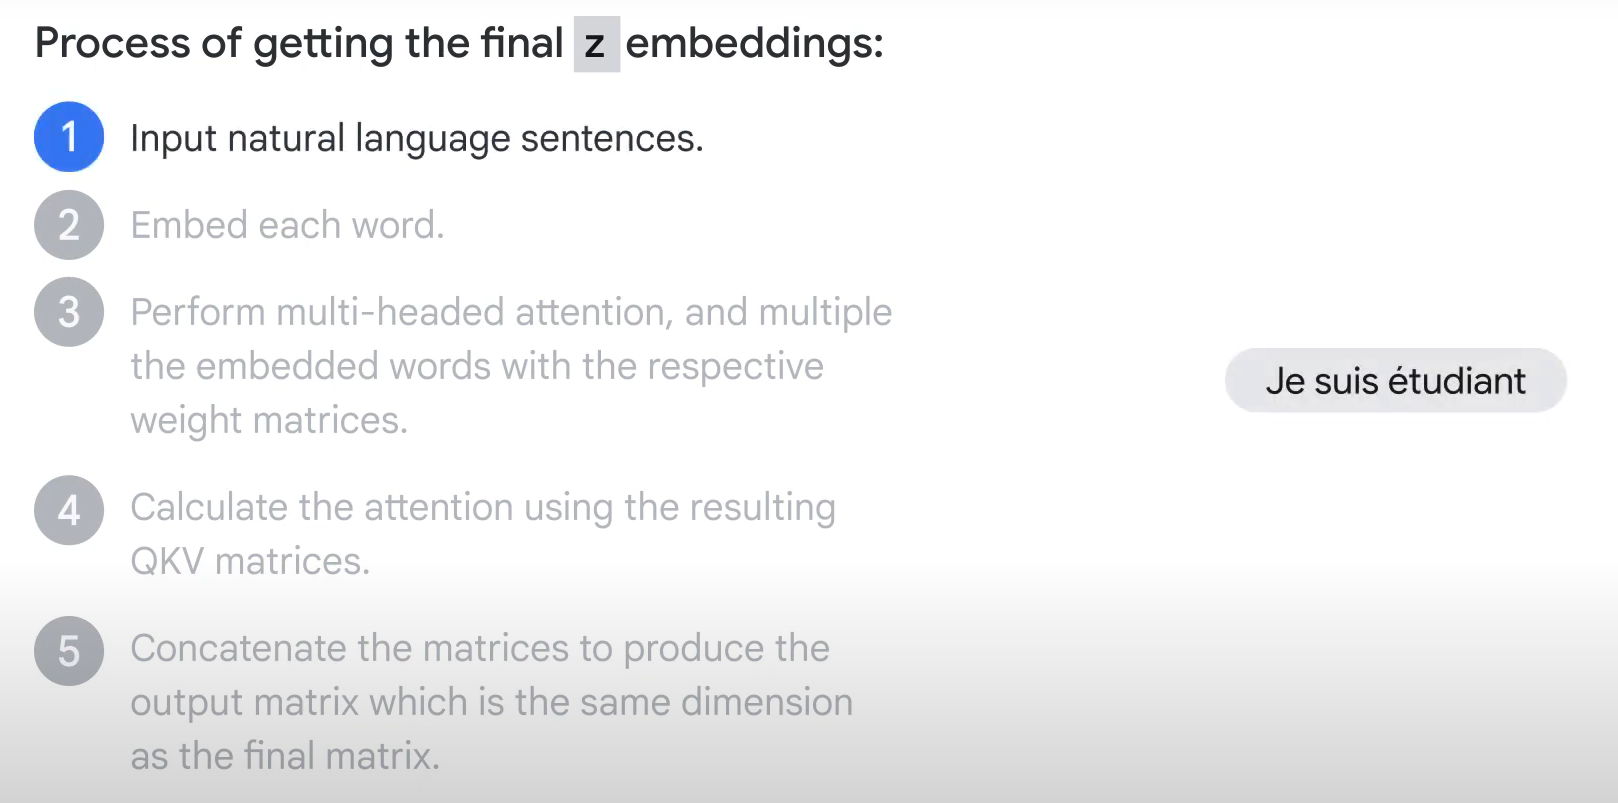 Process of getting the final z embeddings:
1 Input natural language sentences.
2 Embed each word.
3 Perform multi-headed attention, and multiple
the embedded words with the respective
weight matrices.
Je suis étudiant
4 Calculate the attention using the resulting
QKV matrices.
5 Concatenate the matrices to produce the
output matrix which is the same dimension
as the final matrix.